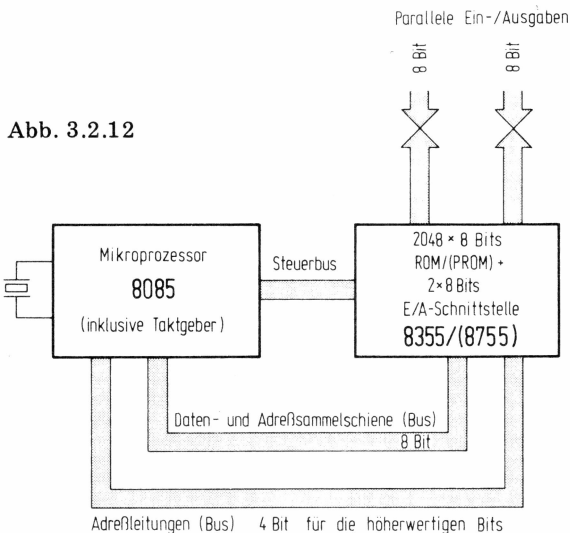 Parallele Ein-/Ausgaben
8 Bit
8 Bit
Abb. 3.2.12
Mikroprozessor
8085
(inklusive Taktgeber)
Steuerbus
2048 × 8 Bits
ROM/(PROM) +
2×8 Bits
E/A-Schnittstelle
8355/(8755)
Daten- und Adreßsammelschiene (Bus)
8 Bit
Adreßleitungen (Bus) 4 Bit für die höherwertigen Bits